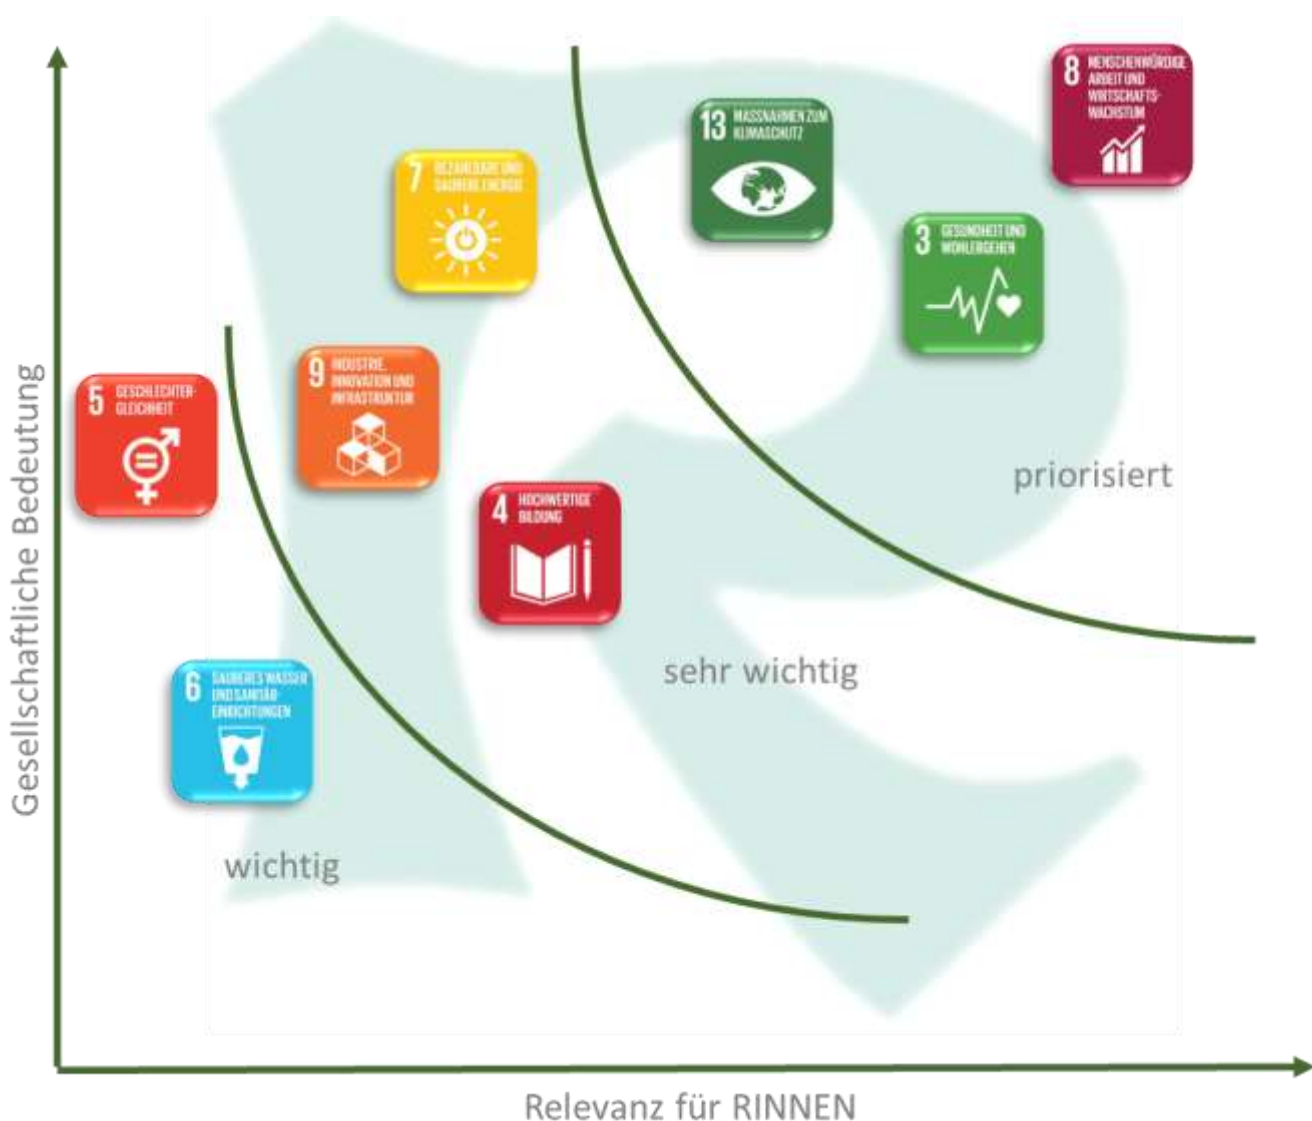 8 MENSCHENWÜRDIGE
ARBEIT UND
WIRTSCHAFTS-
WACHSTUM
13 MASSNAHMEN ZUM
KLIMASCHUTZ
7 BEZAHLBARE UND
SAUBERE ENERGIE
3 GESUNDHEIT UND
WOHLERGEHEN
9 INDUSTRIE,
INNOVATION UND
INFRASTRUKTUR
5 GESCHLECHTER-
GLEICHHEIT
4 HOCHWERTIGE
BILDUNG
6 SAUBERES WASSER
UND SANITÄR-
EINRICHTUNGEN
priorisiert
sehr wichtig
wichtig
Gesellschaftliche Bedeutung
Relevanz für RINNEN